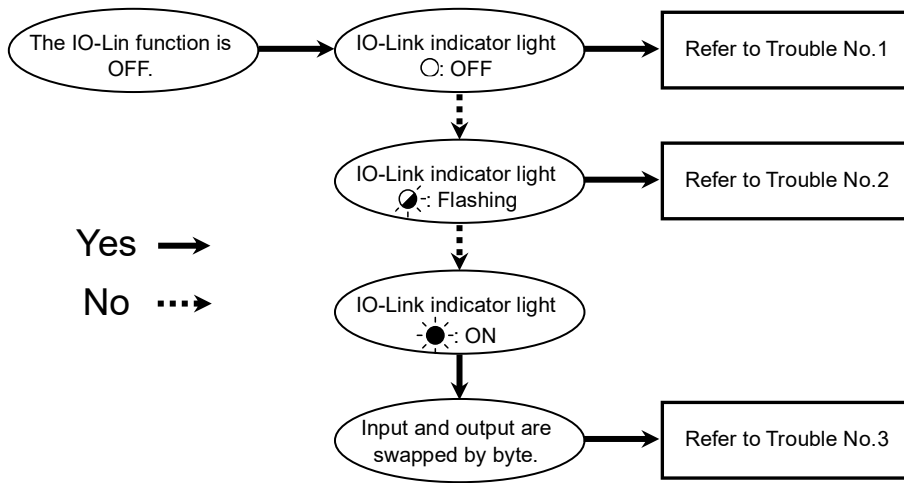 The IO-Lin function is
OFF.
IO-Link indicator light
○: OFF
Refer to Trouble No.1
IO-Link indicator light
: Flashing
Refer to Trouble No.2
Yes
No
IO-Link indicator light
: ON
Input and output are
swapped by byte.
Refer to Trouble No.3